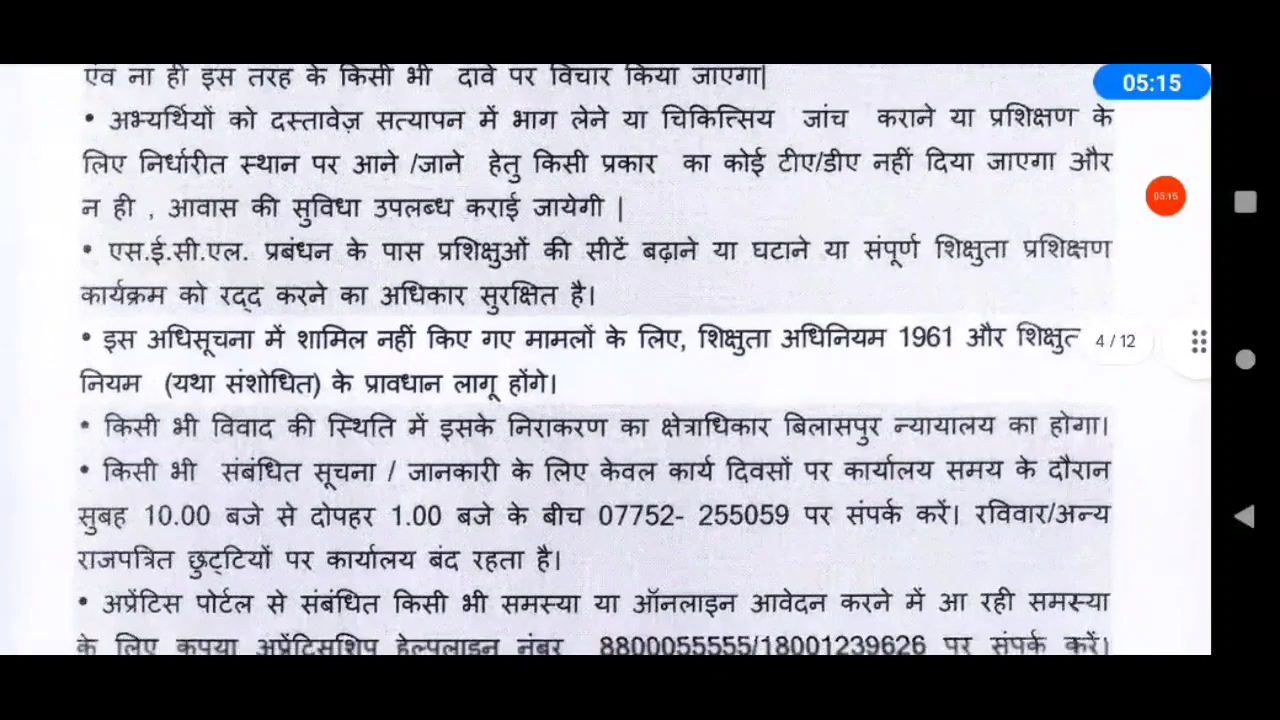 एंव ना ही इस तरह के किसी भी दावे पर विचार किया जाएगा|
05:15
• अभ्यर्थियों को दस्तावेज़ सत्यापन में भाग लेने या चिकित्सिय जांच कराने या प्रशिक्षण के
लिए निर्धारीत स्थान पर आने /जाने हेतु किसी प्रकार का कोई टीए/डीए नहीं दिया जाएगा और
05:15
न ही , आवास की सुविधा उपलब्ध कराई जायेगी |
• एस.ई.सी.एल. प्रबंधन के पास प्रशिक्षुओं की सीटें बढ़ाने या घटाने या संपूर्ण शिक्षुता प्रशिक्षण
कार्यक्रम को रद्द करने का अधिकार सुरक्षित है।
• इस अधिसूचना में शामिल नहीं किए गए मामलों के लिए, शिक्षुता अधिनियम 1961 और
4 / 12
नियम (यथा संशोधित) के प्रावधान लागू होंगे।
• किसी भी विवाद की स्थिति में इसके निराकरण का क्षेत्राधिकार बिलासपुर न्यायालय का होगा।
• किसी भी संबंधित सूचना / जानकारी के लिए केवल कार्य दिवसों पर कार्यालय समय के दौरान
सुबह 10.00 बजे से दोपहर 1.00 बजे के बीच 07752- 255059 पर संपर्क करें। रविवार/अन्य
राजपत्रित छुट्टियों पर कार्यालय बंद रहता है।
• अप्रेंटिस पोर्टल से संबंधित किसी भी समस्या या ऑनलाइन आवेदन करने में आ रही समस्या
के लिए कृपया अप्रेंटिसशिप हेल्पलाइन नंबर 8800055555/18001239626 पर संपर्क करें।